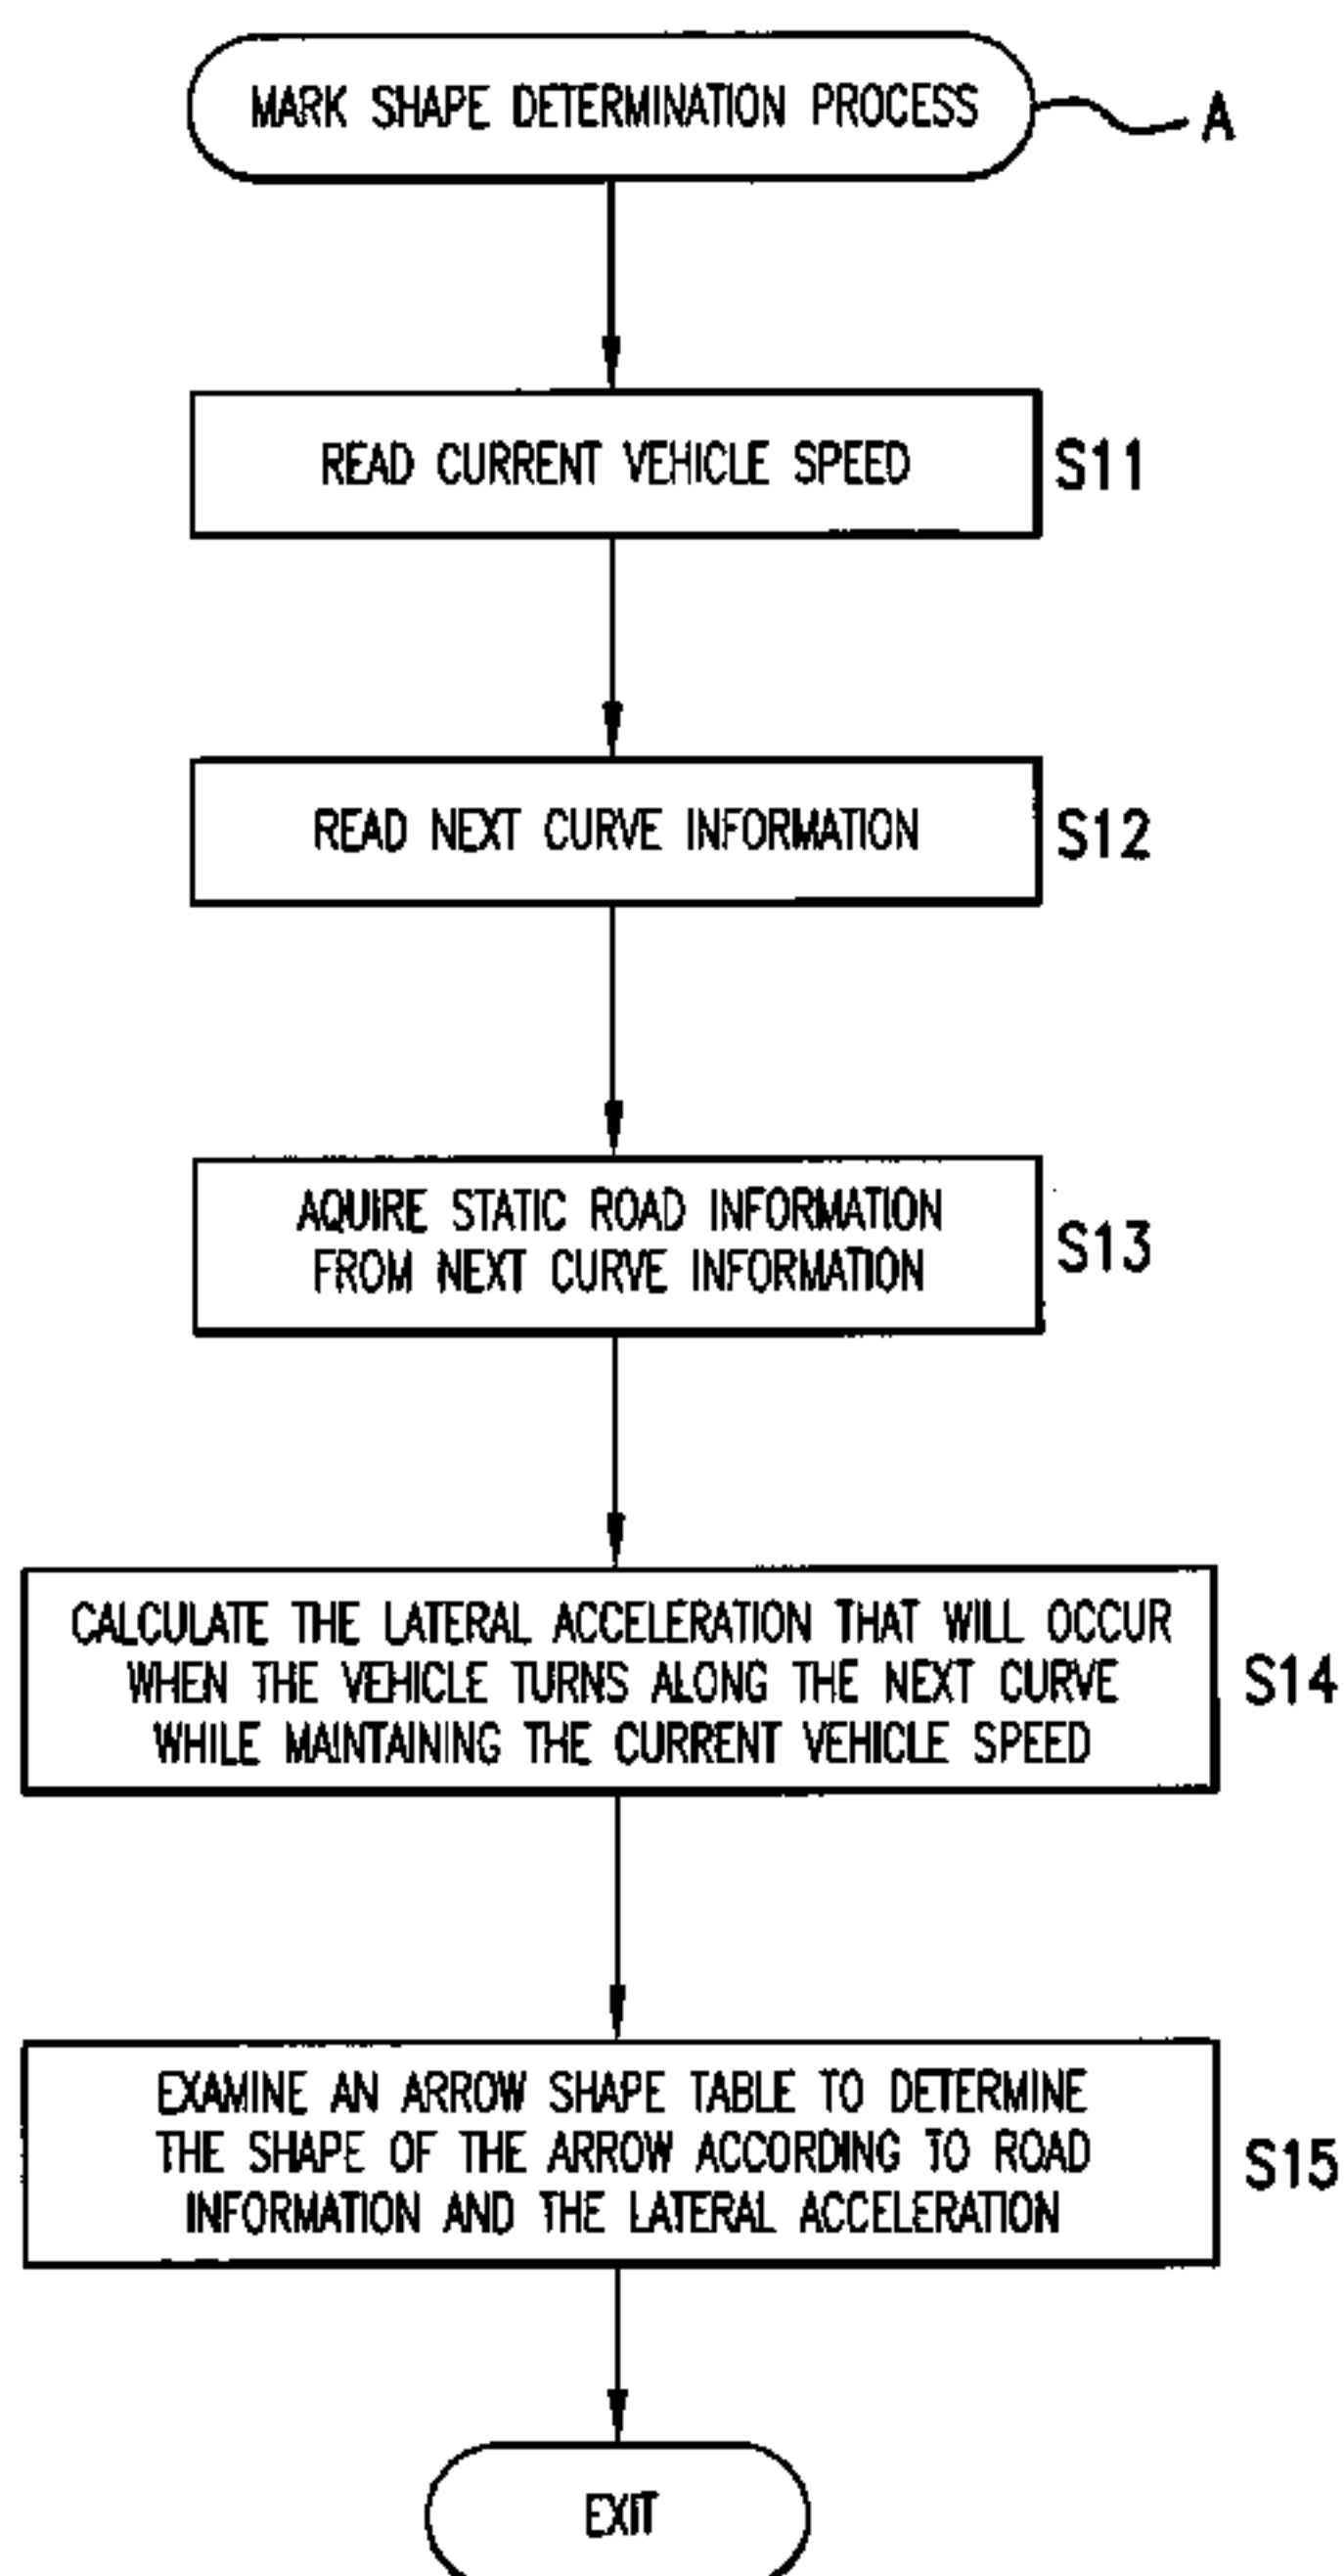 MARK SHAPE DETERMINATION PROCESS
A
READ CURRENT VEHICLE SPEED
S11
READ NEXT CURVE INFORMATION
S12
AQUIRE STATIC ROAD INFORMATION
FROM NEXT CURVE INFORMATION
S13
CALCULATE THE LATERAL ACCELERATION THAT WILL OCCUR
WHEN THE VEHICLE TURNS ALONG THE NEXT CURVE
WHILE MAINTAINING THE CURRENT VEHICLE SPEED
S14
EXAMINE AN ARROW SHAPE TABLE TO DETERMINE
THE SHAPE OF THE ARROW ACCORDING TO ROAD
INFORMATION AND THE LATERAL ACCELERATION
S15
EXIT